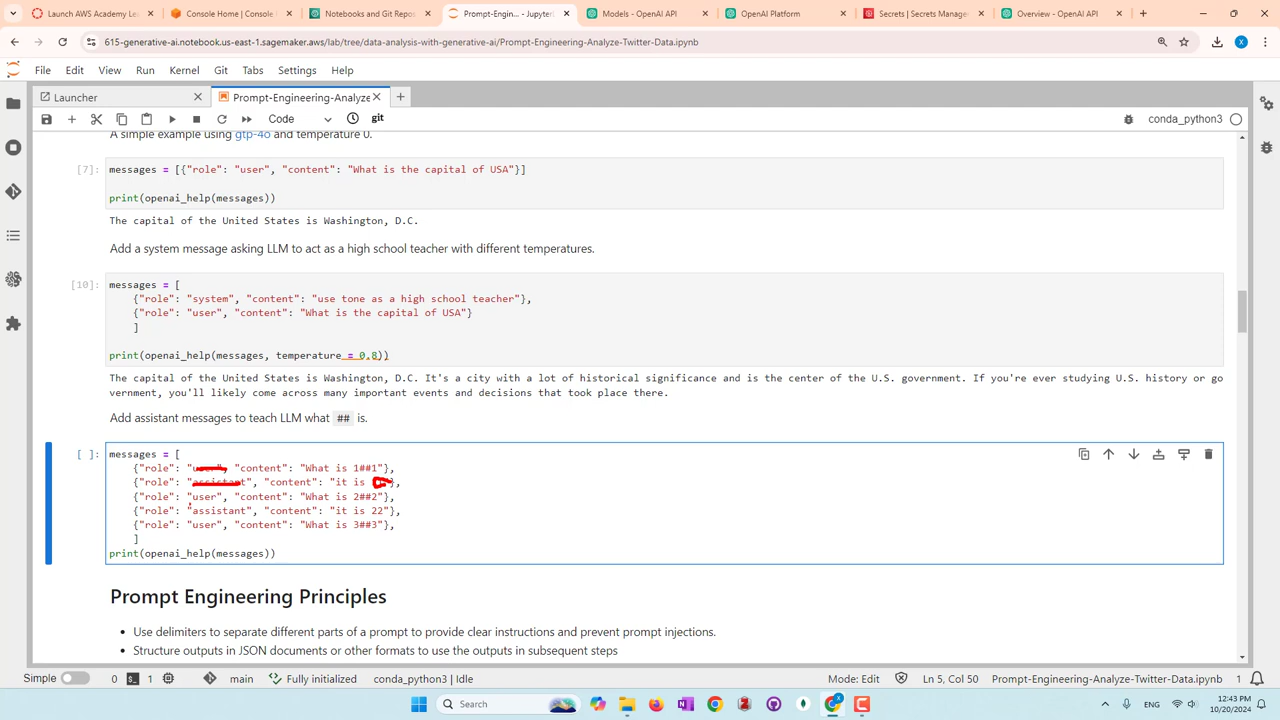 Launch AWS Academy Le
Console Home | Console
Notebooks and Git Repos
Prompt-Engin... - Jupyterl
Models - OpenAI API
OpenAI Platform
Secrets | Secrets Manage
Overview - OpenAI API
615-generative-ai.notebook.us-east-1.sagemaker.aws/lab/tree/data-analysis-with-generative-ai/Prompt-Engineering-Analyze-Twitter-Data.ipynb
File Edit View Run Kernel Git Tabs Settings Help
Launcher
Prompt-Engineering-Analyze
Code
git
conda_python3
A simple example using gtp-4o and temperature 0.
[7]:
messages = [{"role": "user", "content": "What is the capital of USA"}]
print(openai_help(messages))
The capital of the United States is Washington, D.C.
Add a system message asking LLM to act as a high school teacher with different temperatures.
[10]:
messages = [
{"role": "system", "content": "use tone as a high school teacher"},
{"role": "user", "content": "What is the capital of USA"}
]
print(openai_help(messages, temperature = 0.8))
The capital of the United States is Washington, D.C. It's a city with a lot of historical significance and is the center of the U.S. government. If you're ever studying U.S. history or go
vernment, you'll likely come across many important events and decisions that took place there.
Add assistant messages to teach LLM what ## is.
[ ]:
messages = [
{"role": "user", "content": "What is 1##1"},
{"role": "assistant", "content": "it is
{"role": "user", "content": "What is 2##2"},
{"role": "assistant", "content": "it is 22"},
{"role": "user", "content": "What is 3##3"},
]
print(openai_help(messages))
Prompt Engineering Principles
• Use delimiters to separate different parts of a prompt to provide clear instructions and prevent prompt injections.
• Structure outputs in JSON documents or other formats to use the outputs in subsequent steps
Simple 0 1 main Fully initialized conda_python3 | Idle Mode: Edit Ln 5, Col 50 Prompt-Engineering-Analyze-Twitter-Data.ipynb 1
Search
ENG
12:43 PM
10/20/2024